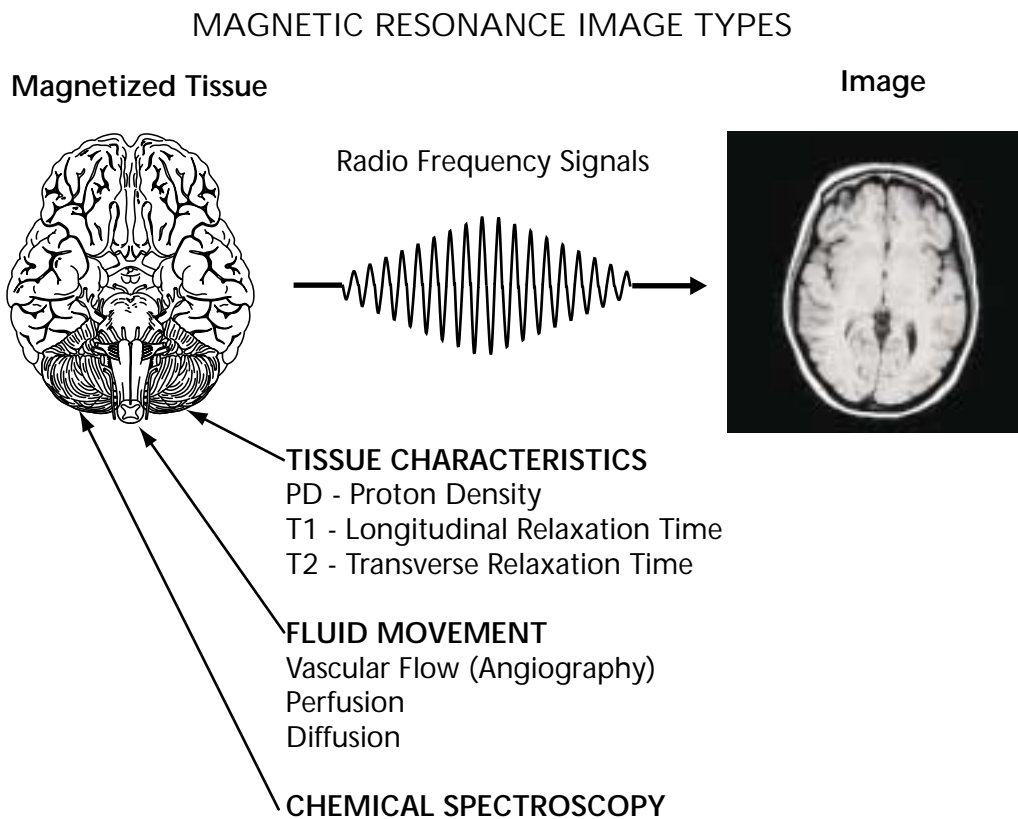 MAGNETIC RESONANCE IMAGE TYPES
Magnetized Tissue
Image
Radio Frequency Signals
TISSUE CHARACTERISTICS
PD - Proton Density
T1 - Longitudinal Relaxation Time
T2 - Transverse Relaxation Time
FLUID MOVEMENT
Vascular Flow (Angiography)
Perfusion
Diffusion
CHEMICAL SPECTROSCOPY